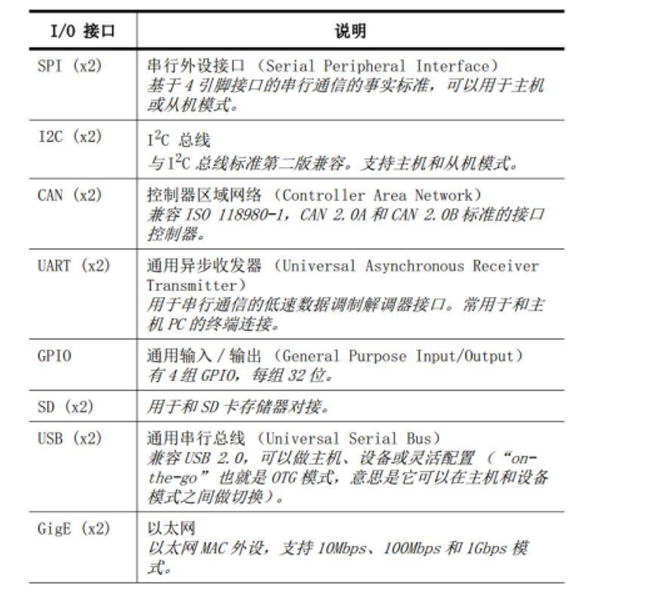 I/O 接口 说明
SPI (x2) 串行外设接口 (Serial Peripheral Interface)
基于 4 引脚接口的串行通信的事实标准，可以用于主机
或从机模式。
I2C (x2) I²C 总线
与 I²C 总线标准第二版兼容。支持主机和从机模式。
CAN (x2) 控制器区域网络 (Controller Area Network)
兼容 ISO 118980-1，CAN 2.0A 和 CAN 2.0B 标准的接口
控制器。
UART (x2) 通用异步收发器 (Universal Asynchronous Receiver
Transmitter)
用于串行通信的低速数据调制解调器接口。常用于和主
机 PC 的终端连接。
GPIO 通用输入 / 输出 (General Purpose Input/Output)
有 4 组 GPIO，每组 32 位。
SD (x2) 用于和 SD 卡存储器对接。
USB (x2) 通用串行总线 (Universal Serial Bus)
兼容 USB 2.0，可以做主机、设备或灵活配置 (“on-
the-go” 也就是 OTG 模式，意思是它可以在主机和设备
模式之间做切换)。
GigE (x2) 以太网
以太网 MAC 外设，支持 10Mbps、100Mbps 和 1Gbps 模
式。